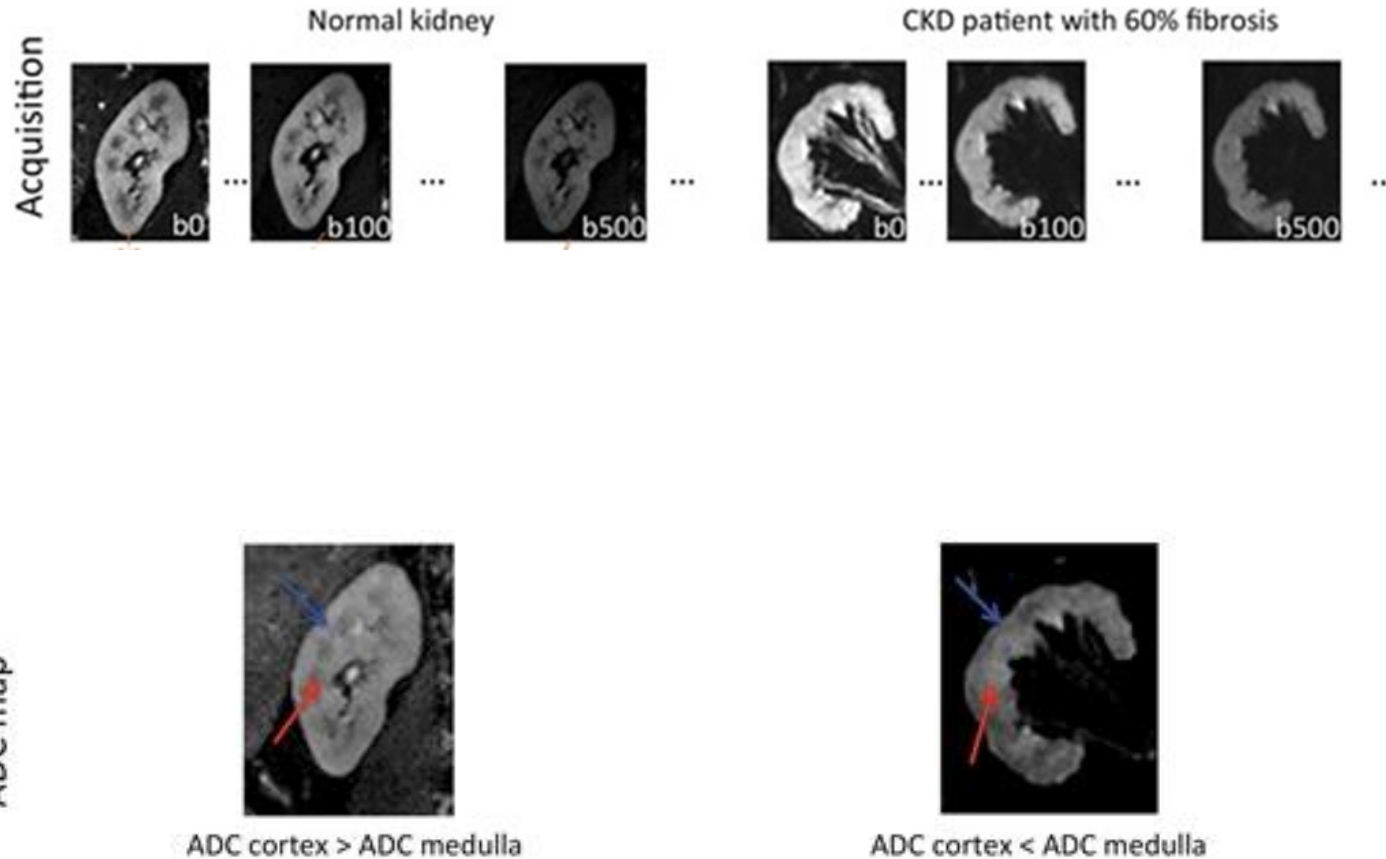 Normal kidney
CKD patient with 60% fibrosis
Acquisition
b0
...
b100
...
b500
...
b0
...
b100
...
b500
..
ADC cortex > ADC medulla
ADC cortex < ADC medulla